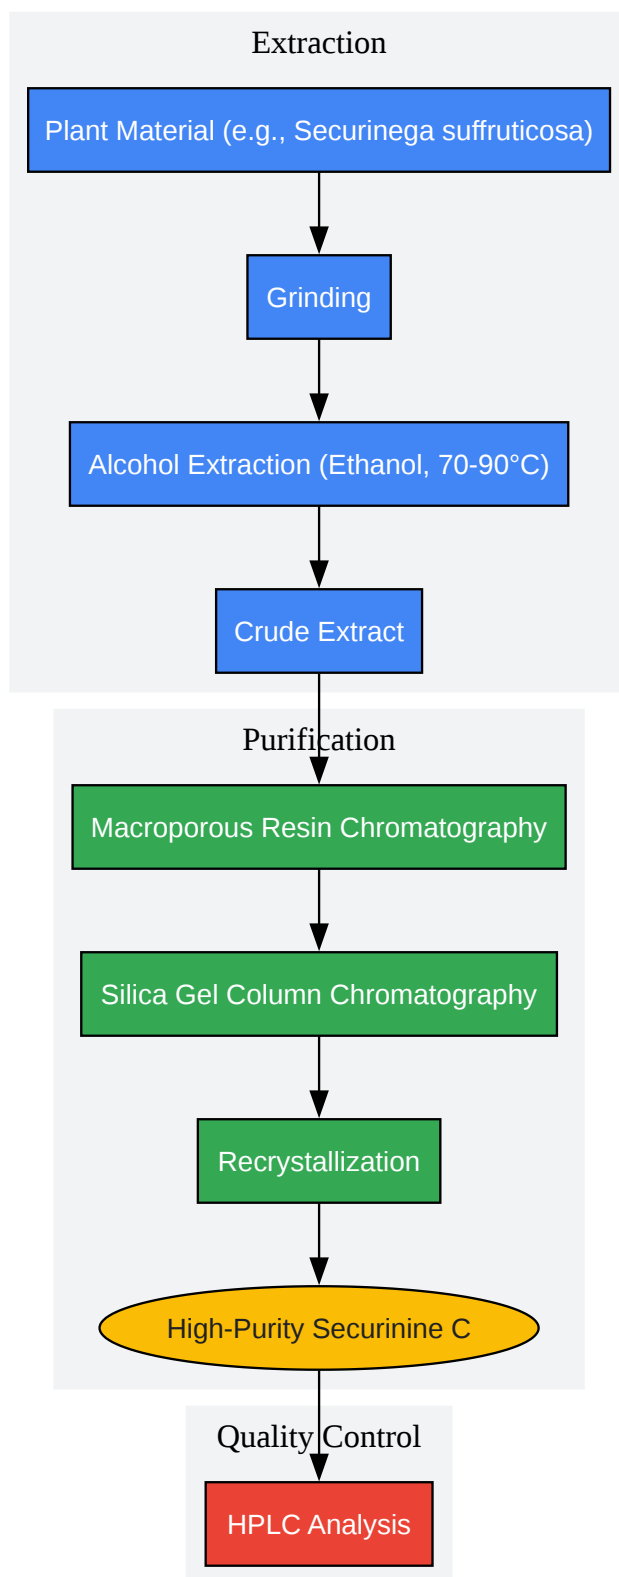 Extraction
Plant Material (e.g., Securinega suffruticosa)
Grinding
Alcohol Extraction (Ethanol, 70-90°C)
Crude Extract
Purification
Macroporous Resin Chromatography
Silica Gel Column Chromatography
Recrystallization
High-Purity Securinine C
Quality Control
HPLC Analysis